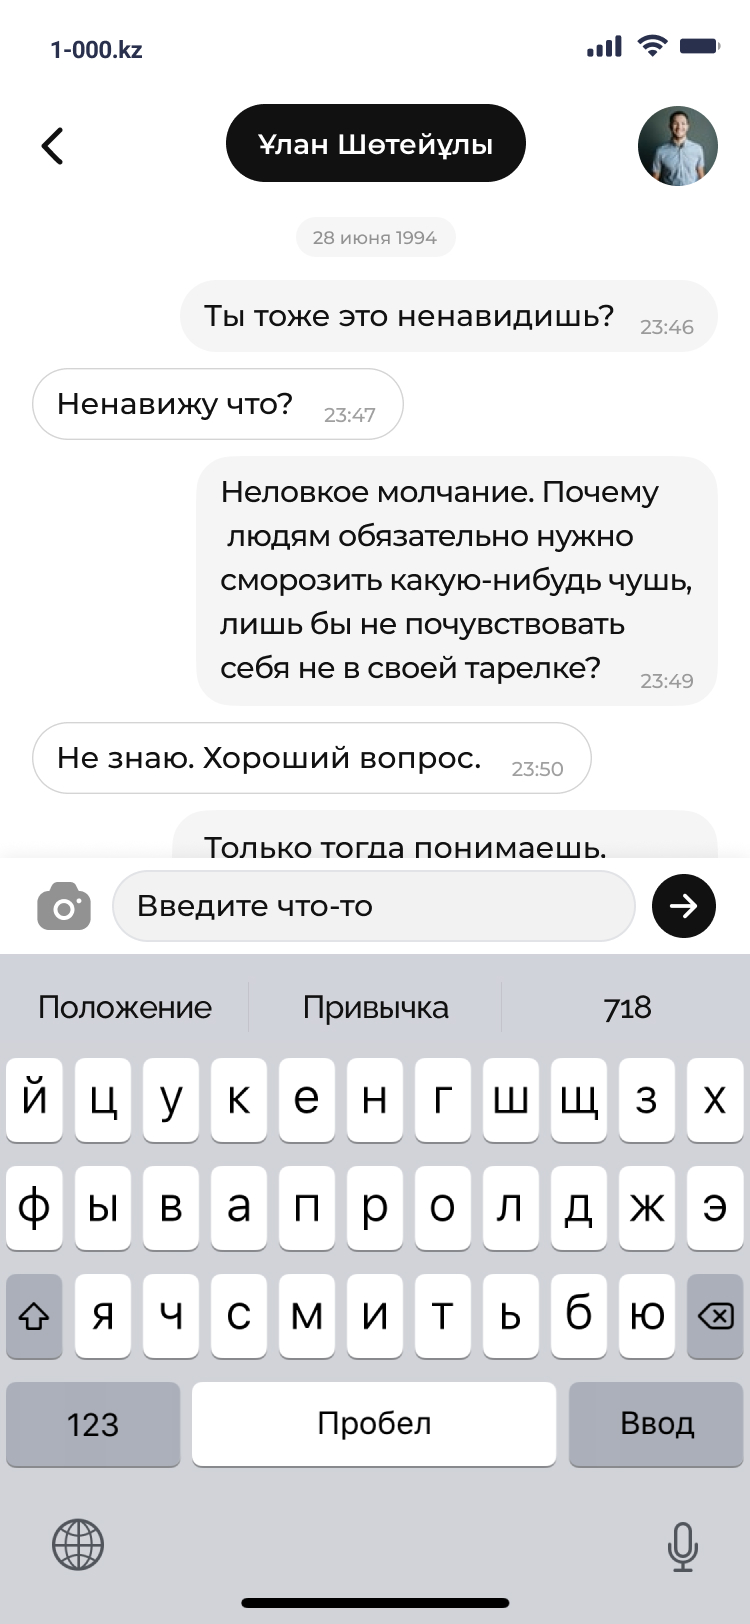 1-000.kz
Ұлан Шөтейұлы
28 июня 1994
Ты тоже это ненавидишь? 23:46
Ненавижу что? 23:47
Неловкое молчание. Почему
людям обязательно нужно
сморозить какую-нибудь чушь,
лишь бы не почувствовать
себя не в своей тарелке? 23:49
Не знаю. Хороший вопрос. 23:50
Только тогда понимаешь,
Введите что-то
Положение Привычка 718
й ц у к е н г ш щ з х
ф ы в а п р о л д ж э
я ч с м и т ь б ю
123 Пробел Ввод